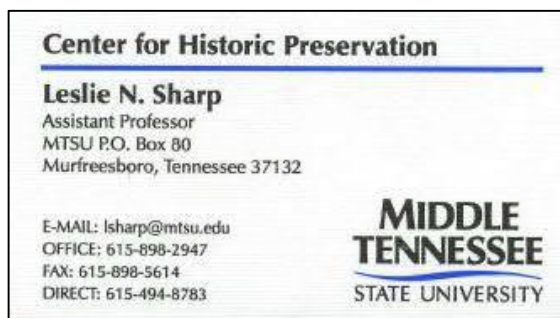 Center for Historic Preservation
Leslie N. Sharp
Assistant Professor
MTSU P.O. Box 80
Murfreesboro, Tennessee 37132
E-MAIL: lsharp@mtsu.edu
OFFICE: 615-898-2947
FAX: 615-898-5614
DIRECT: 615-494-8783
MIDDLE
TENNESSEE
STATE UNIVERSITY